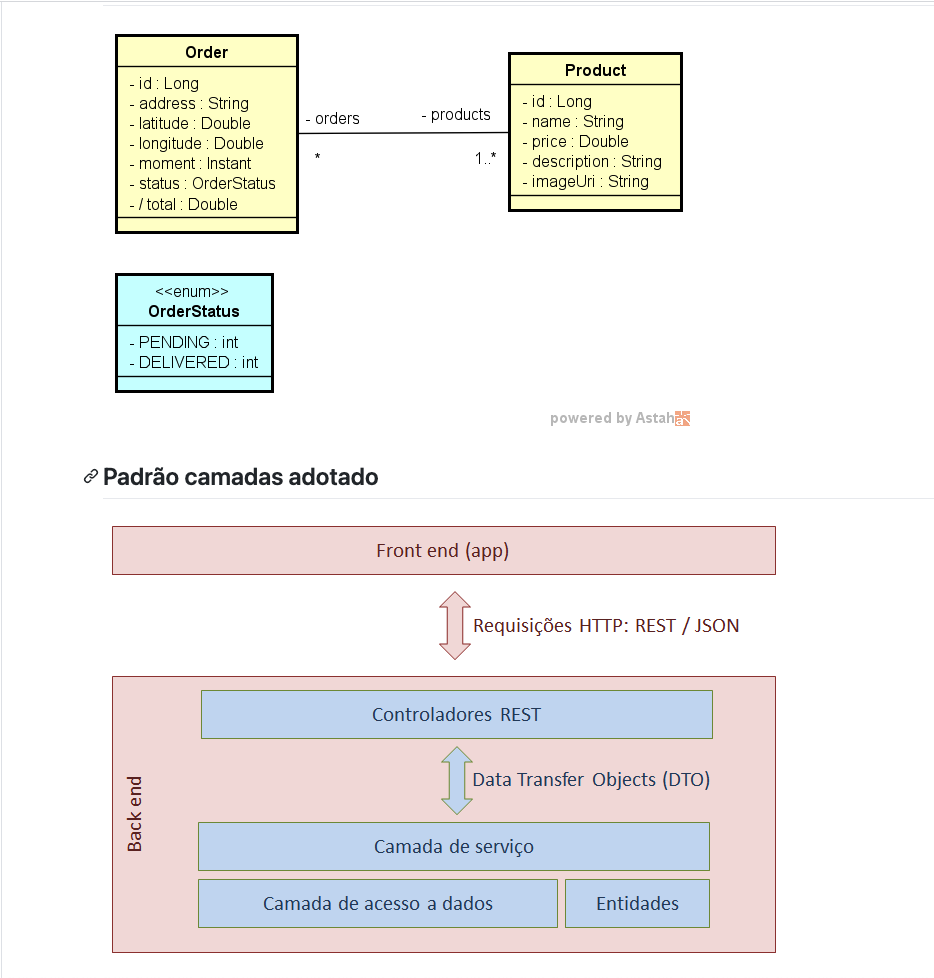 Order
- id : Long
- address : String
- latitude : Double
- longitude : Double
- moment : Instant
- status : OrderStatus
- / total : Double
- orders
*
- products
1..*
Product
- id : Long
- name : String
- price : Double
- description : String
- imageUri : String
<<enum>>
OrderStatus
- PENDING : int
- DELIVERED : int
powered by Astah
Padrão camadas adotado
Front end (app)
Requisições HTTP: REST / JSON
Back end
Controladores REST
Data Transfer Objects (DTO)
Camada de serviço
Camada de acesso a dados
Entidades